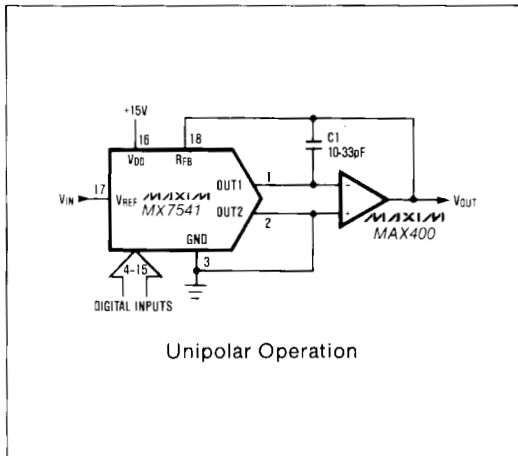 +15V
16
18
VDD
RFB
C1
10-33pF
17
VIN
VREF
MAXIM
MX7541
OUT1
1
OUT2
2
GND
3
4-15
DIGITAL INPUTS
-
+
VOUT
MAXIM
MAX400
Unipolar Operation